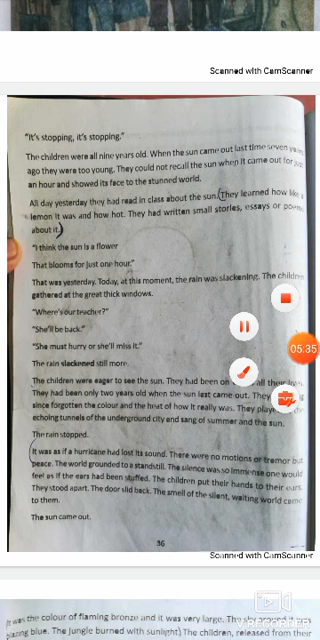 Scanned with CamScanner
"It's stopping, it's stopping."
The children were all nine years old. When the sun came out last time seven years
ago they were too young. They could not recall the sun when it came out for just
an hour and showed its face to the stunned world.
All day yesterday they had read in class about the sun. (They learned how like a
lemon it was and how hot. They had written small stories, essays or poems
about it.)
"I think the sun is a flower
That blooms for just one hour."
That was yesterday. Today, at this moment, the rain was slackening. The children
gathered at the great thick windows.
"Where's our teacher?"
"She'll be back."
"She must hurry or she'll miss it."
The rain slackened still more.
The children were eager to see the sun. They had been on all their
They had been only two years old when the sun last came out. They
since forgotten the colour and the heat of how it really was. They the
echoing tunnels of the underground city and sang of summer and the sun.
The rain stopped.
(It was as if a hurricane had lost its sound. There were no motions or tremor but
peace. The world grounded to a standstill. The silence was so immense one would
feel as if the ears had been stuffed. The children put their hands to their ears.
They stood apart. The door slid back. The smell of the silent, waiting world came
to them.
The sun came out.
36
Scanned with CamScanner
05:35
V RECORDER
It was the colour of flaming bronze and it was very large. The sky around it was
blazing blue. The jungle burned with sunlight) The children, released from their